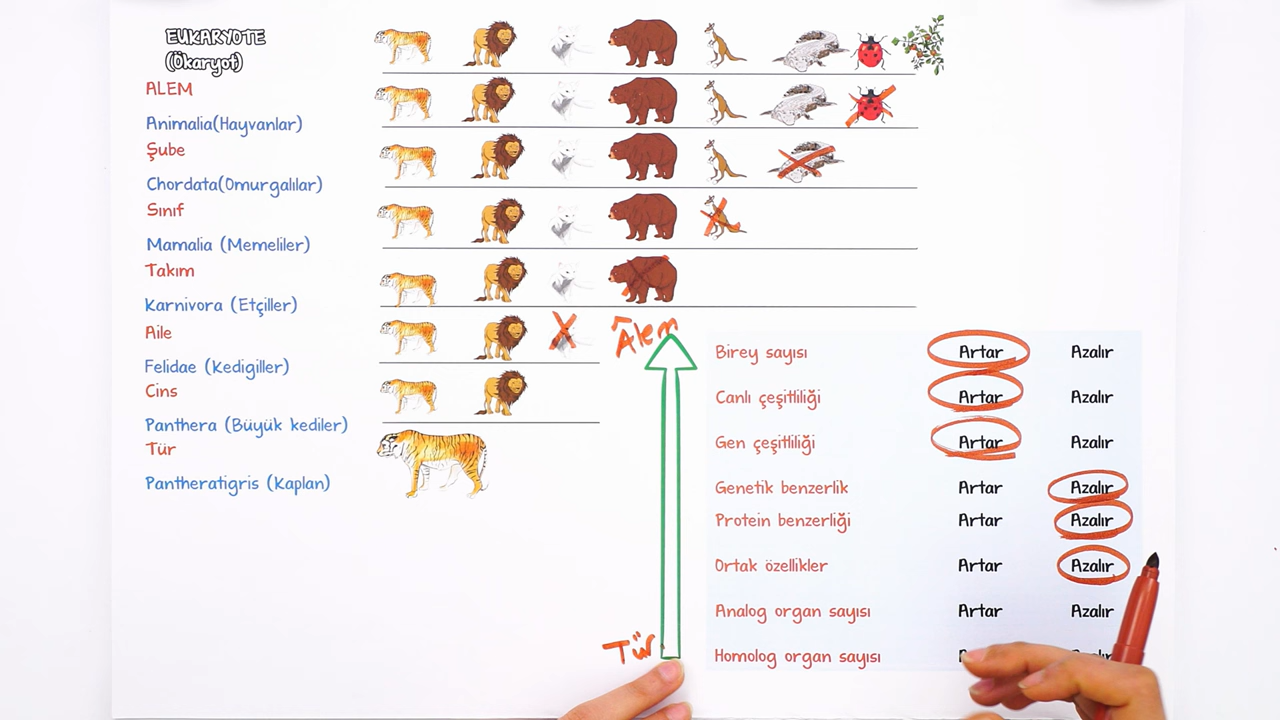 EUKARYOTE
(Ökaryot)
ALEM
Animalia(Hayvanlar)
Şube
Chordata(Omurgalılar)
Sınıf
Mamalia (Memeliler)
Takım
Karnivora (Etçiller)
Aile
Felidae (Kedigiller)
Cins
Panthera (Büyük kediler)
Tür
Pantheratigris (Kaplan)
Âlem
Tür
Birey sayısı Artar Azalır
Canlı çeşitliliği Artar Azalır
Gen çeşitliliği Artar Azalır
Genetik benzerlik Artar Azalır
Protein benzerliği Artar Azalır
Ortak özellikler Artar Azalır
Analog organ sayısı Artar Azalır
Homolog organ sayısı